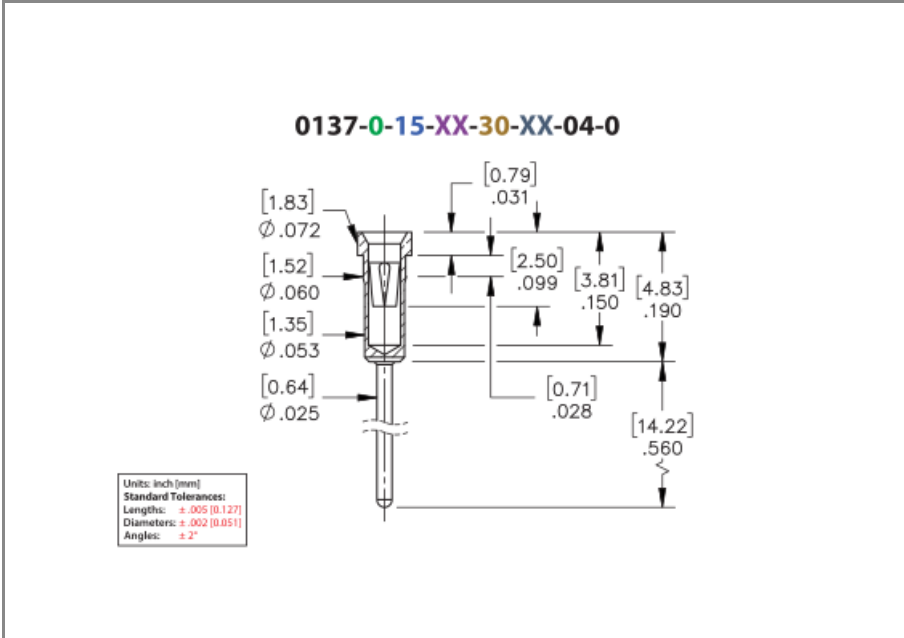 0137-0-15-XX-30-XX-04-0
[0.79]
.031
[1.83]
Ø.072
[1.52]
Ø.060
[2.50]
.099
[3.81]
.150
[4.83]
.190
[1.35]
Ø.053
[0.64]
Ø.025
[0.71]
.028
[14.22]
.560
Units: inch [mm]
Standard Tolerances:
Lengths: ±.005 [0.127]
Diameters: ±.002 [0.051]
Angles: ± 2°